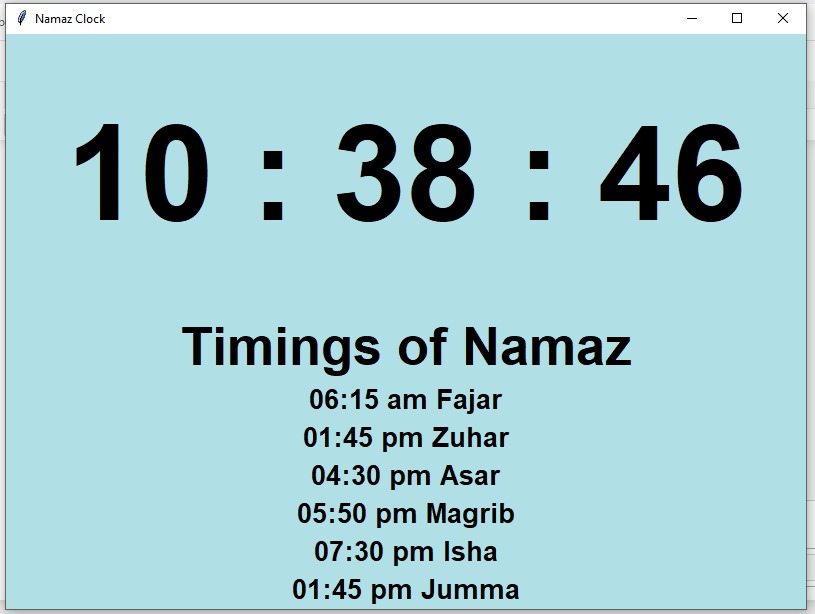 Namaz Clock
10 : 38 : 46
Timings of Namaz
06:15 am Fajar
01:45 pm Zuhar
04:30 pm Asar
05:50 pm Magrib
07:30 pm Isha
01:45 pm Jumma